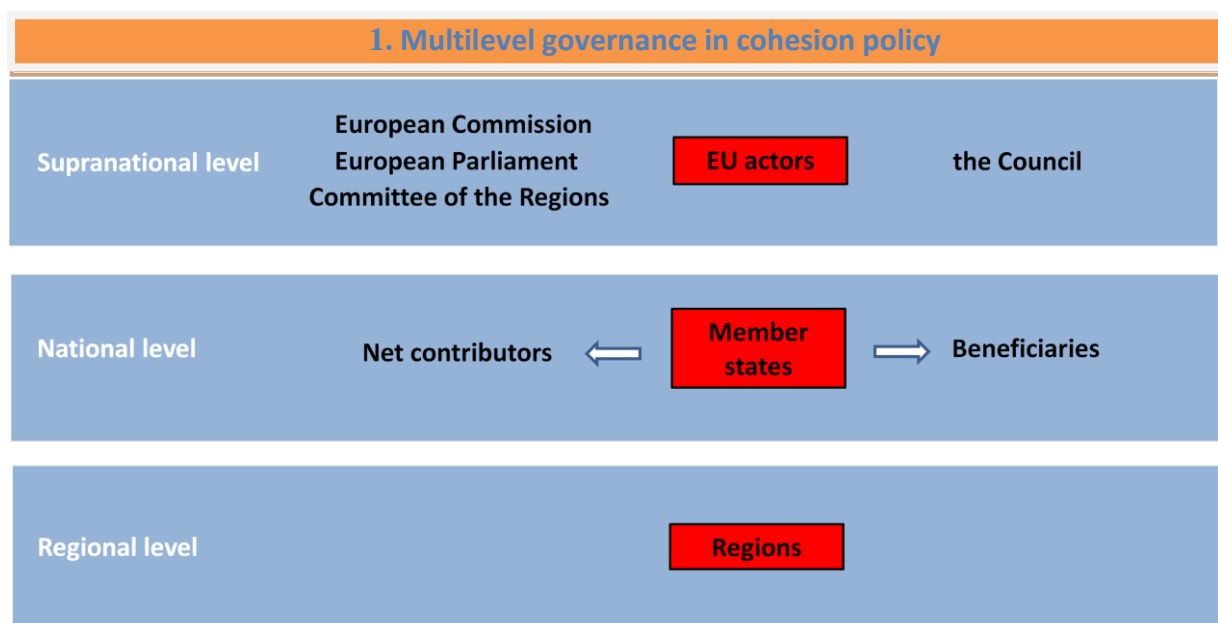 1. Multilevel governance in cohesion policy
European Commission
Supranational level
European Parliament
EU actors
the Council
Committee of the Regions
National level
Net contributors
Member
states
Beneficiaries
Regional level
Regions